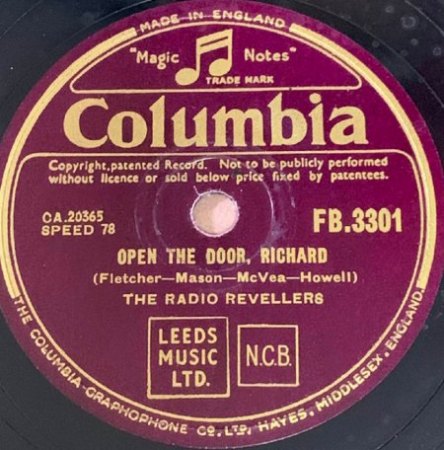 MADE IN ENGLAND
"Magic Notes"
TRADE MARK
Columbia
Copyright, patented Record. Not to be publicly performed
without licence or sold below price fixed by patentees.
CA.20365
SPEED 78
FB.3301
OPEN THE DOOR, RICHARD
(Fletcher—Mason—McVea—Howell)
THE RADIO REVELLERS
LEEDS
MUSIC
LTD.
N.C.B.
THE COLUMBIA-GRAPHOPHONE CO, LTD, HAYES, MIDDLESEX, ENGLAND.